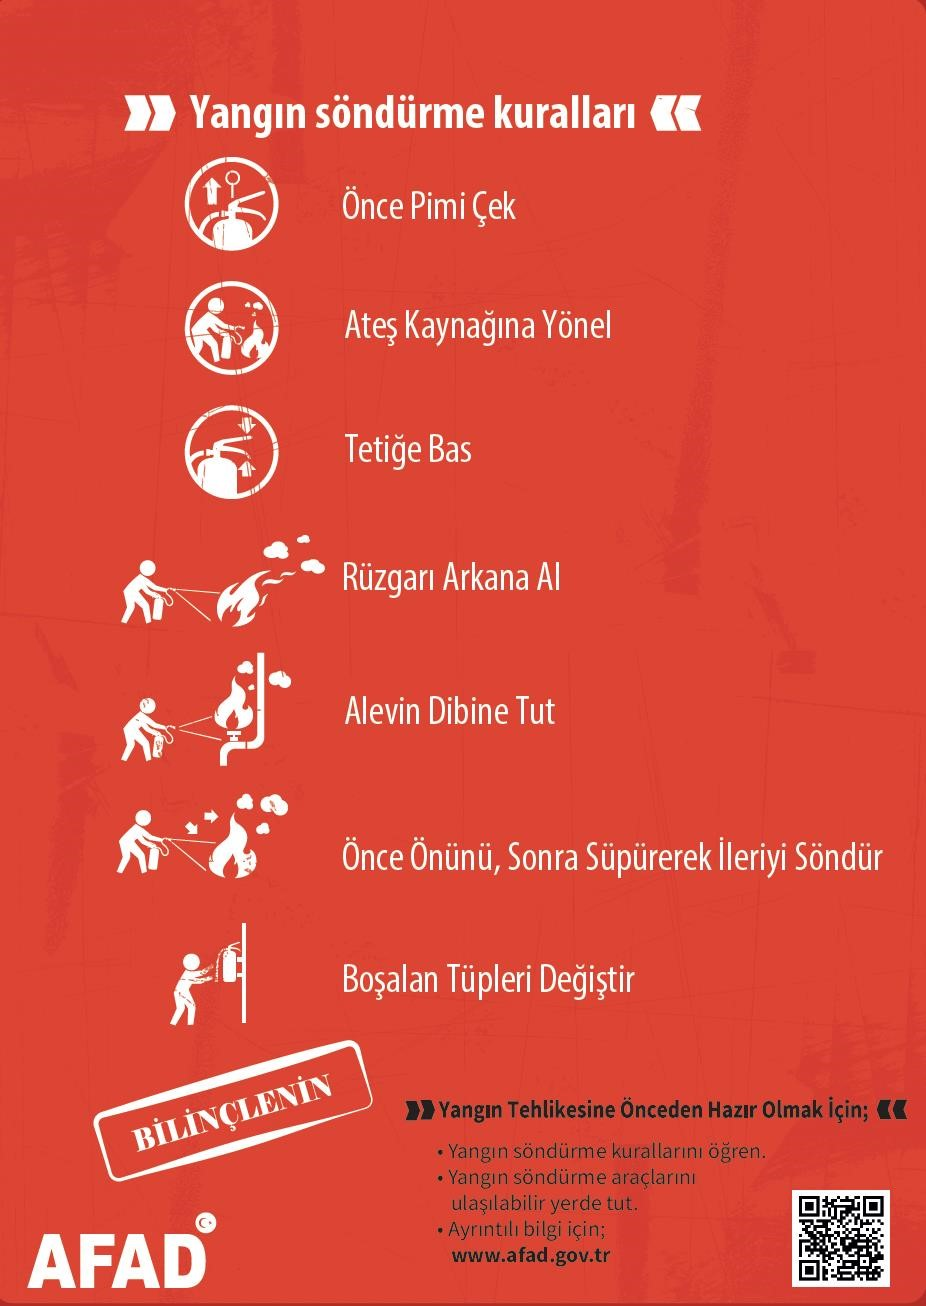 Yangın söndürme kuralları
Önce Pimi Çek
Ateş Kaynağına Yönel
Tetiğe Bas
Rüzgarı Arkana Al
Alevin Dibine Tut
Önce Önünü, Sonra Süpürerek İleriyi Söndür
Boşalan Tüpleri Değiştir
BİLİNÇLENİN
Yangın Tehlikesine Önceden Hazır Olmak İçin;
• Yangın söndürme kurallarını öğren.
• Yangın söndürme araçlarını
ulaşılabilir yerde tut.
• Ayrıntılı bilgi için;
www.afad.gov.tr
AFAD